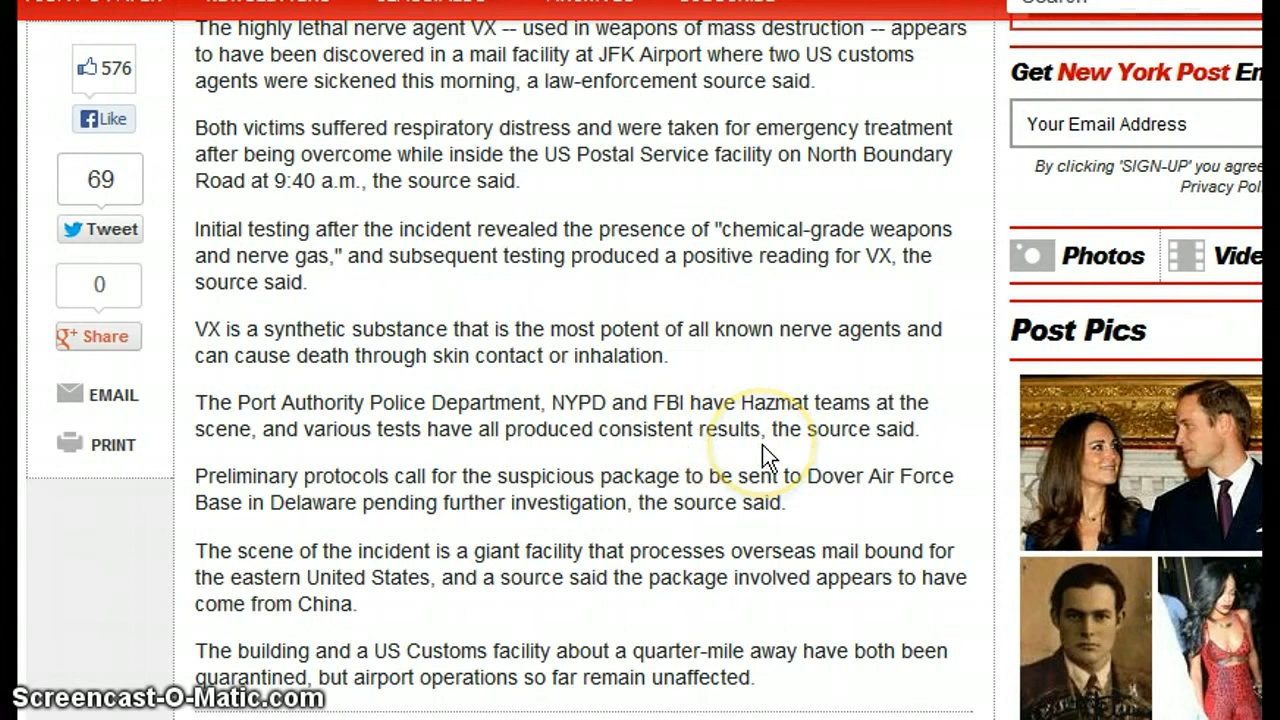 The highly lethal nerve agent VX -- used in weapons of mass destruction -- appears
to have been discovered in a mail facility at JFK Airport where two US customs
agents were sickened this morning, a law-enforcement source said.
Both victims suffered respiratory distress and were taken for emergency treatment
after being overcome while inside the US Postal Service facility on North Boundary
Road at 9:40 a.m., the source said.
Initial testing after the incident revealed the presence of "chemical-grade weapons
and nerve gas," and subsequent testing produced a positive reading for VX, the
source said.
VX is a synthetic substance that is the most potent of all known nerve agents and
can cause death through skin contact or inhalation.
The Port Authority Police Department, NYPD and FBI have Hazmat teams at the
scene, and various tests have all produced consistent results, the source said.
Preliminary protocols call for the suspicious package to be sent to Dover Air Force
Base in Delaware pending further investigation, the source said.
The scene of the incident is a giant facility that processes overseas mail bound for
the eastern United States, and a source said the package involved appears to have
come from China.
The building and a US Customs facility about a quarter-mile away have both been
quarantined, but airport operations so far remain unaffected.
576
Like
69
Tweet
0
g+ Share
EMAIL
PRINT
Get New York Post Em
Your Email Address
By clicking 'SIGN-UP' you agree
Privacy Pol
Photos
Vide
Post Pics
Screencast-O-Matic.com